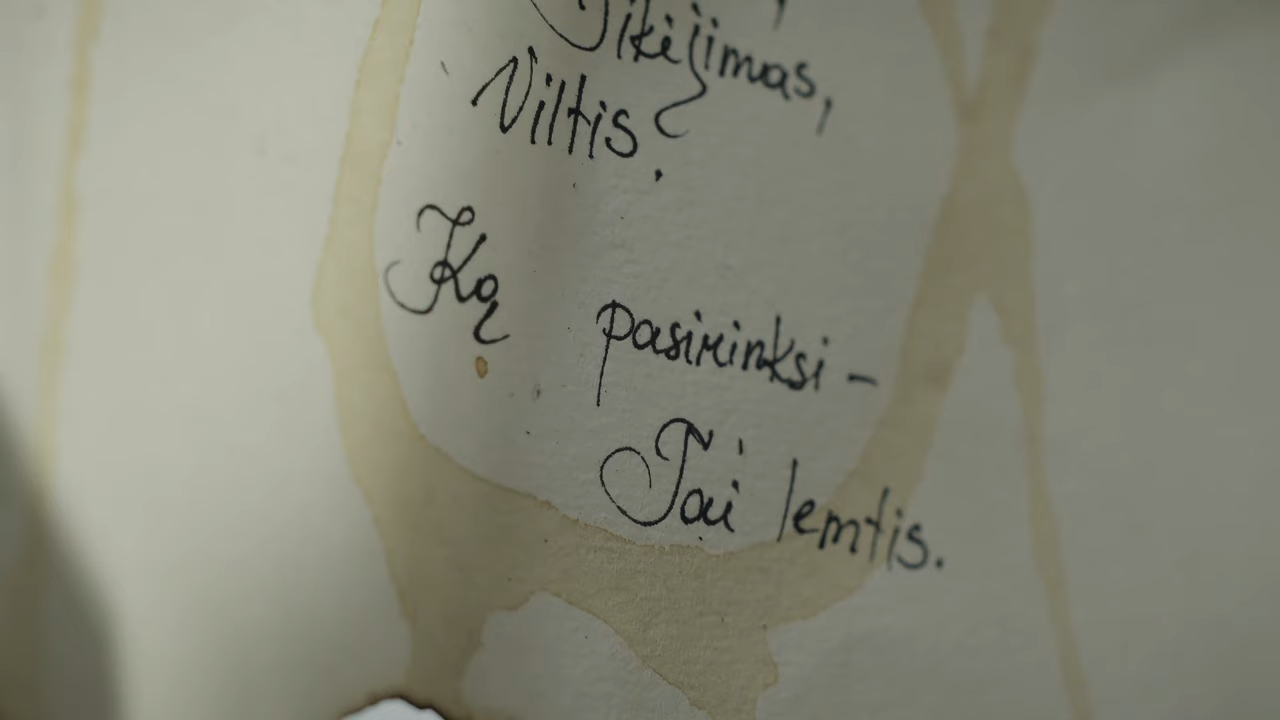 Tikėjimas,
Viltis.
Ką pasirinksi –
Tai lemtis.